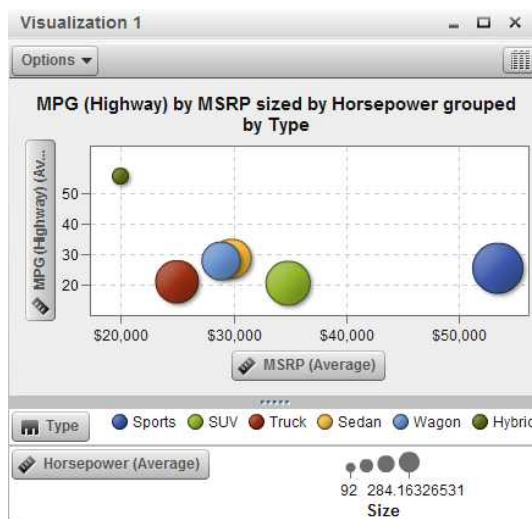 Visualization 1
Options
MPG (Highway) by MSRP sized by Horsepower grouped
by Type
MPG (Highway) (Av...
50
40
30
20
$20,000
$30,000
$40,000
$50,000
MSRP (Average)
Type
Sports
SUV
Truck
Sedan
Wagon
Hybrid
Horsepower (Average)
92
284.16326531
Size